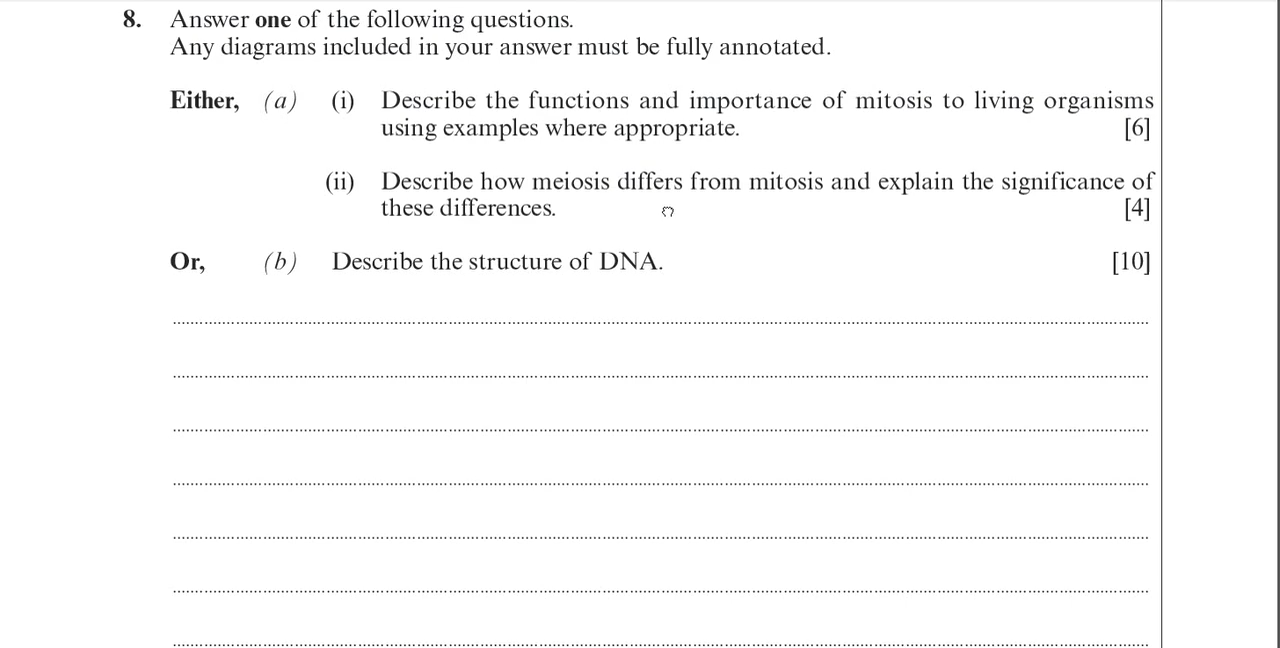 8. Answer one of the following questions.
Any diagrams included in your answer must be fully annotated.
Either, (a) (i) Describe the functions and importance of mitosis to living organisms
using examples where appropriate. [6]
(ii) Describe how meiosis differs from mitosis and explain the significance of
these differences. [4]
Or, (b) Describe the structure of DNA. [10]